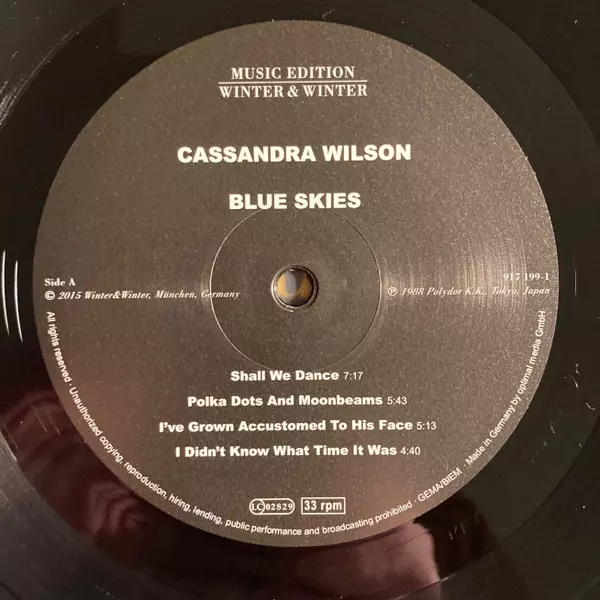 MUSIC EDITION
WINTER & WINTER
CASSANDRA WILSON
BLUE SKIES
Side A
917 199-1
© 2015 Winter&Winter, München, Germany
℗ 1988 Polydor K.K., Tokyo, Japan
Shall We Dance 7:17
Polka Dots And Moonbeams 5:43
I've Grown Accustomed To His Face 5:13
I Didn't Know What Time It Was 4:40
LC 02829
33 rpm
All rights reserved · Unauthorized copying, reproduction, hiring, lending, public performance and broadcasting prohibited · GEMA/BIEM · Made in Germany by optimal media GmbH